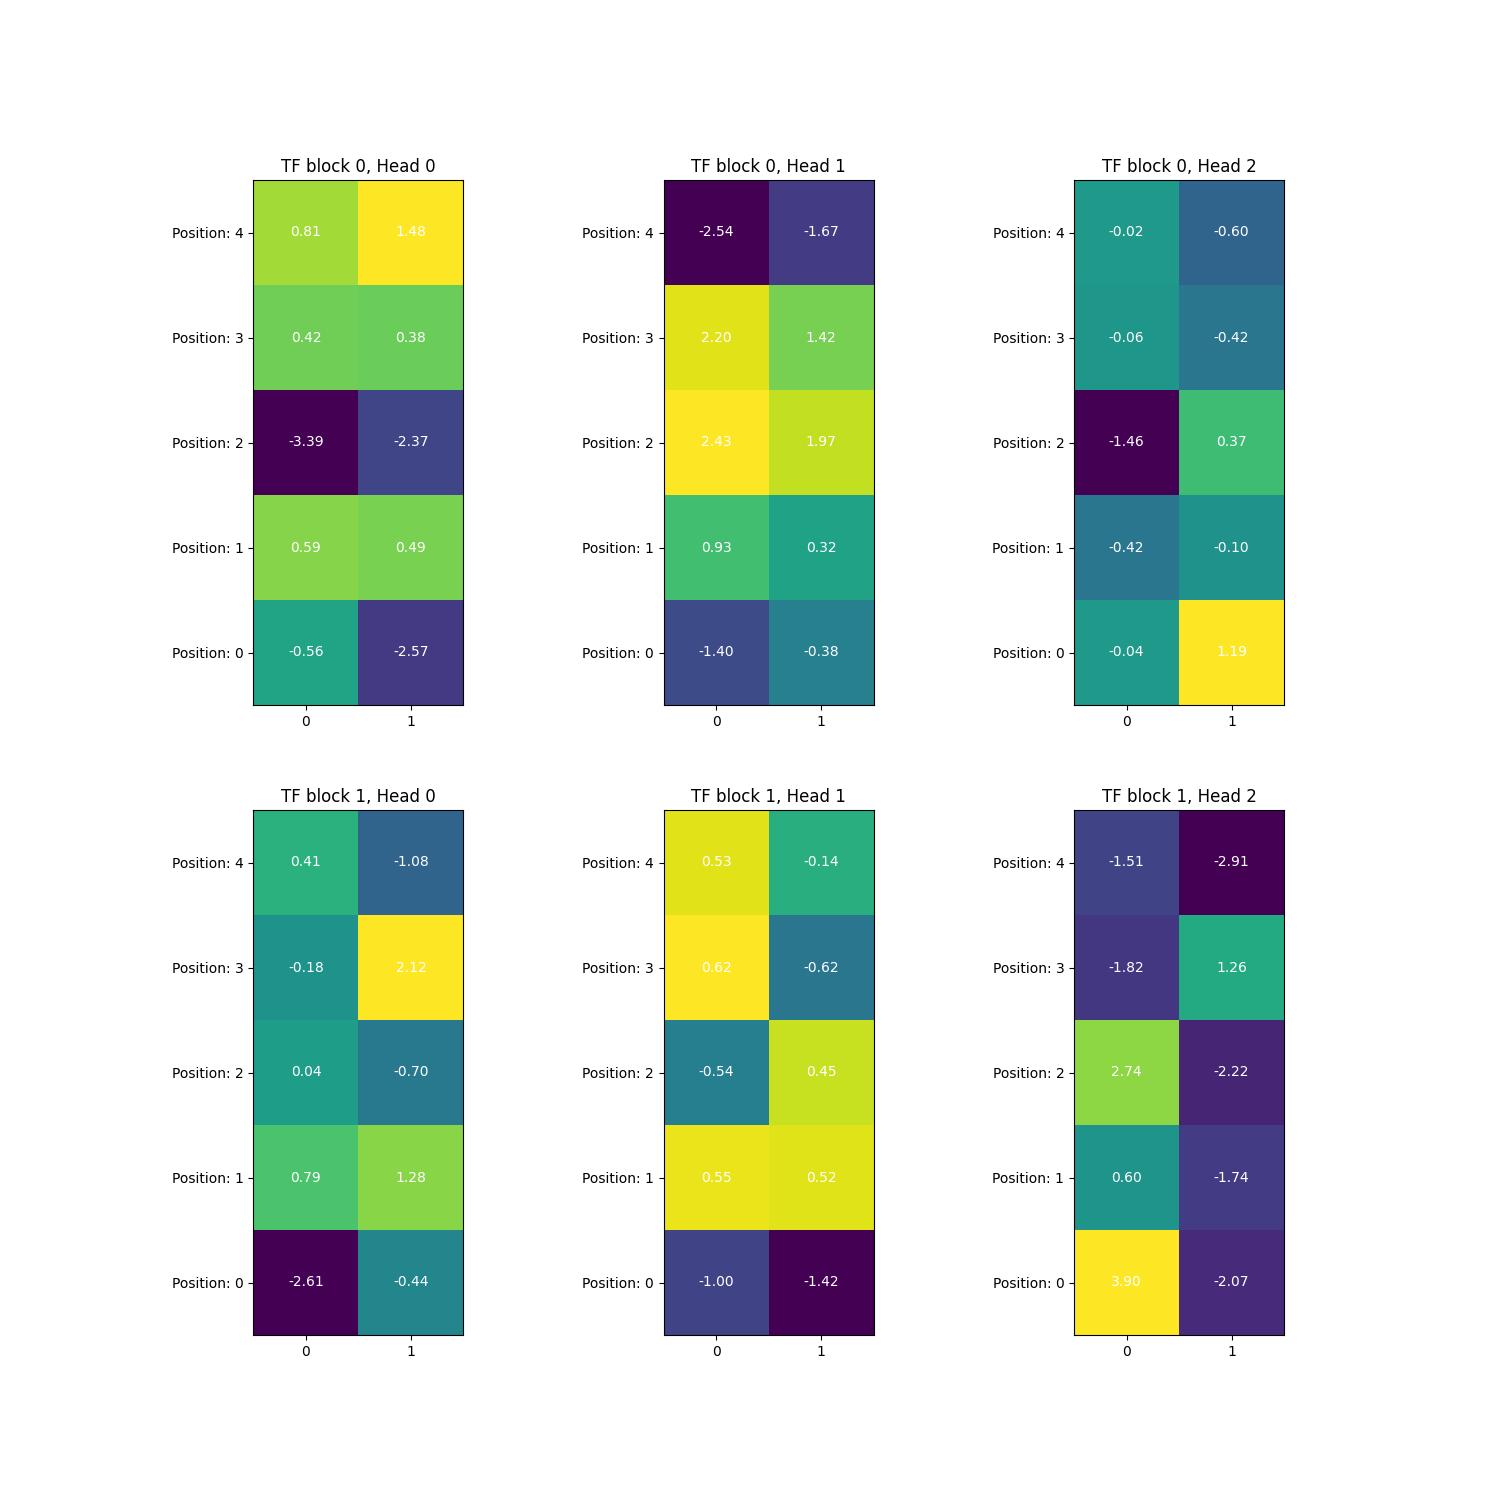 TF block 0, Head 0
TF block 0, Head 1
TF block 0, Head 2
Position: 4 0.81 1.48
Position: 4 -2.54 -1.67
Position: 4 -0.02 -0.60
Position: 3 0.42 0.38
Position: 3 2.20 1.42
Position: 3 -0.06 -0.42
Position: 2 -3.39 -2.37
Position: 2 2.43 1.97
Position: 2 -1.46 0.37
Position: 1 0.59 0.49
Position: 1 0.93 0.32
Position: 1 -0.42 -0.10
Position: 0 -0.56 -2.57
Position: 0 -1.40 -0.38
Position: 0 -0.04 1.19
0 1
0 1
0 1
TF block 1, Head 0
TF block 1, Head 1
TF block 1, Head 2
Position: 4 0.41 -1.08
Position: 4 0.53 -0.14
Position: 4 -1.51 -2.91
Position: 3 -0.18 2.12
Position: 3 0.62 -0.62
Position: 3 -1.82 1.26
Position: 2 0.04 -0.70
Position: 2 -0.54 0.45
Position: 2 2.74 -2.22
Position: 1 0.79 1.28
Position: 1 0.55 0.52
Position: 1 0.60 -1.74
Position: 0 -2.61 -0.44
Position: 0 -1.00 -1.42
Position: 0 3.90 -2.07
0 1
0 1
0 1